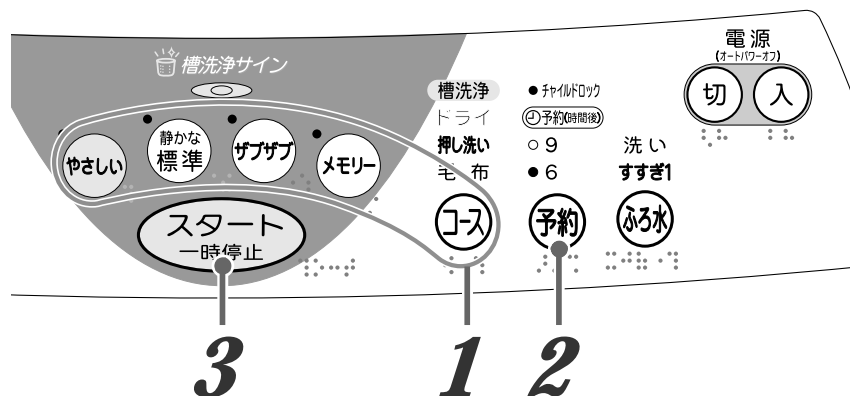 槽洗浄サイン
やさしい
静かな
標準
ザブザブ
メモリー
スタート
一時停止
槽洗浄
ドライ
押し洗い
毛布
コース
チャイルドロック
予約(時間後)
9
6
予約
洗い
すすぎ1
ふろ水
電源
(オートパワーオフ)
切
入
3
1
2